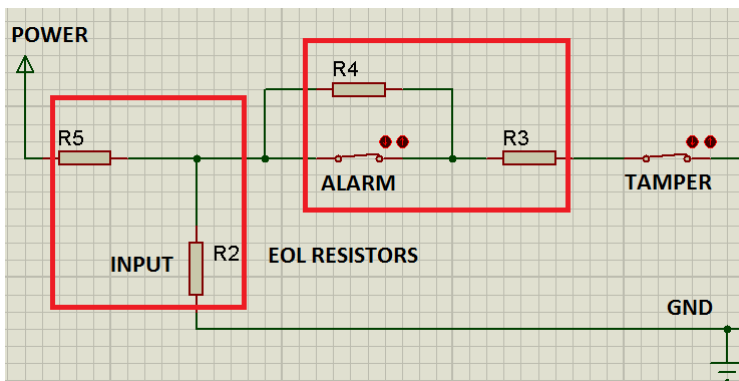 POWER
R4
R5
R3
ALARM
TAMPER
INPUT
R2
EOL RESISTORS
GND